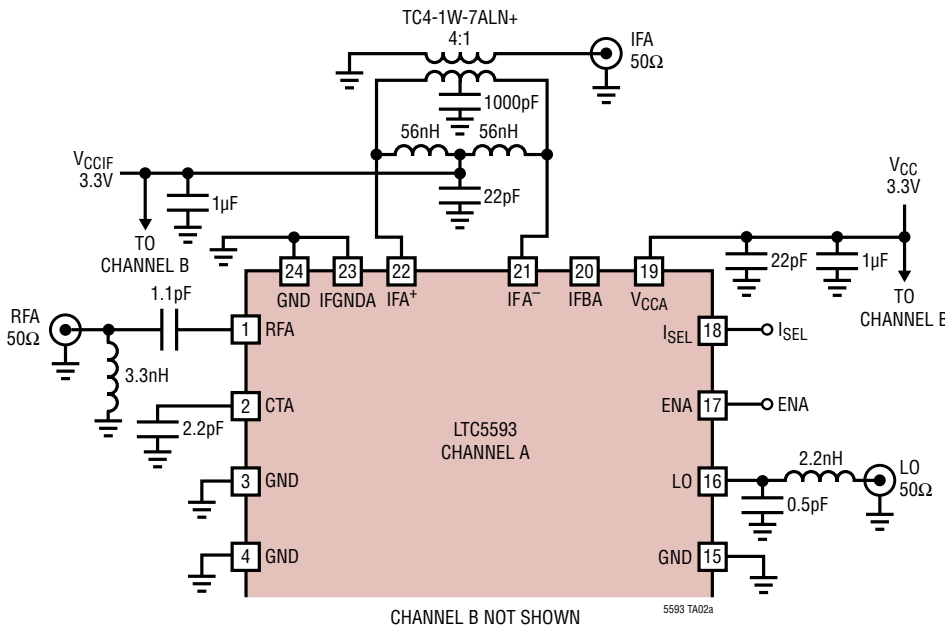 TC4-1W-7ALN+
4:1
IFA
50Ω
1000pF
56nH 56nH
VCCIF
3.3V
1µF
22pF
TO
CHANNEL B
VCC
3.3V
22pF
1µF
TO
CHANNEL B
24 23 22 21 20 19
GND IFGNDA IFA+ IFA– IFBA VCCA
RFA
50Ω
1.1pF
1 RFA
3.3nH
2 CTA
2.2pF
3 GND
4 GND
LTC5593
CHANNEL A
ISEL 18 ISEL
ENA 17 ENA
LO 16
2.2nH
LO
50Ω
0.5pF
GND 15
CHANNEL B NOT SHOWN
5593 TA02a